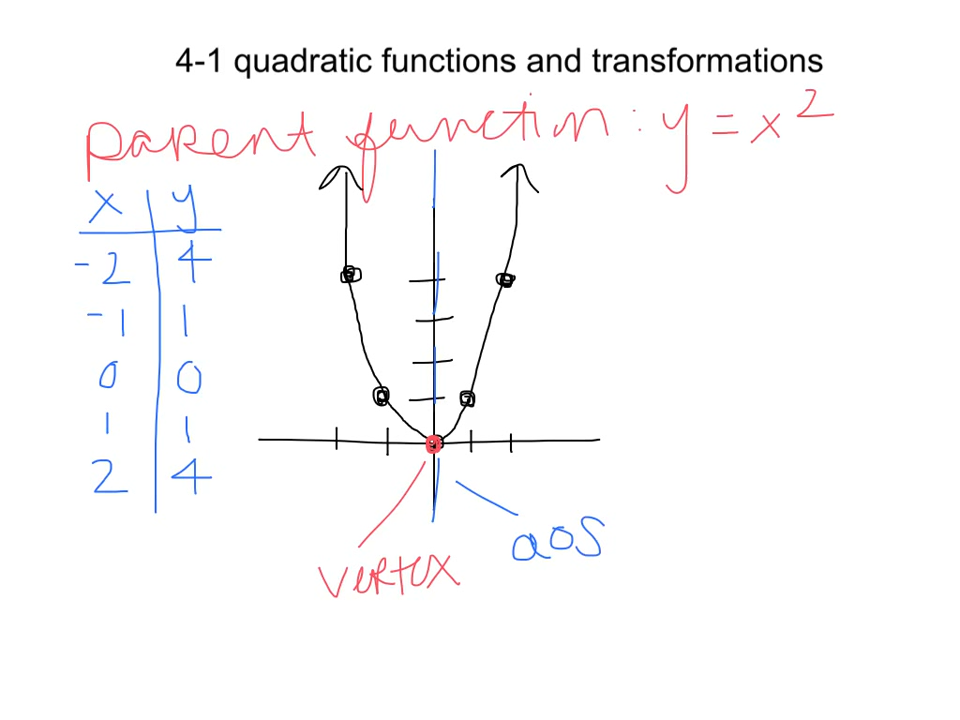 4-1 quadratic functions and transformations
parent function: y = x²
x y
-2 4
-1 1
0 0
1 1
2 4
aos
vertex